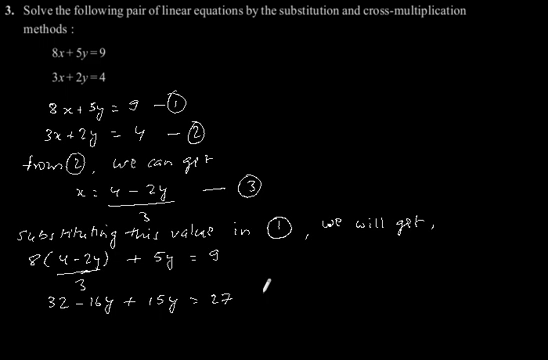 3. Solve the following pair of linear equations by the substitution and cross-multiplication
methods :
8x + 5y = 9
3x + 2y = 4
8x + 5y = 9 — ①
3x + 2y = 4 — ②
from ②, we can get
x = (4 - 2y)/3 — ③
substituting this value in ①, we will get,
8(4 - 2y)/3 + 5y = 9
32 - 16y + 15y = 27